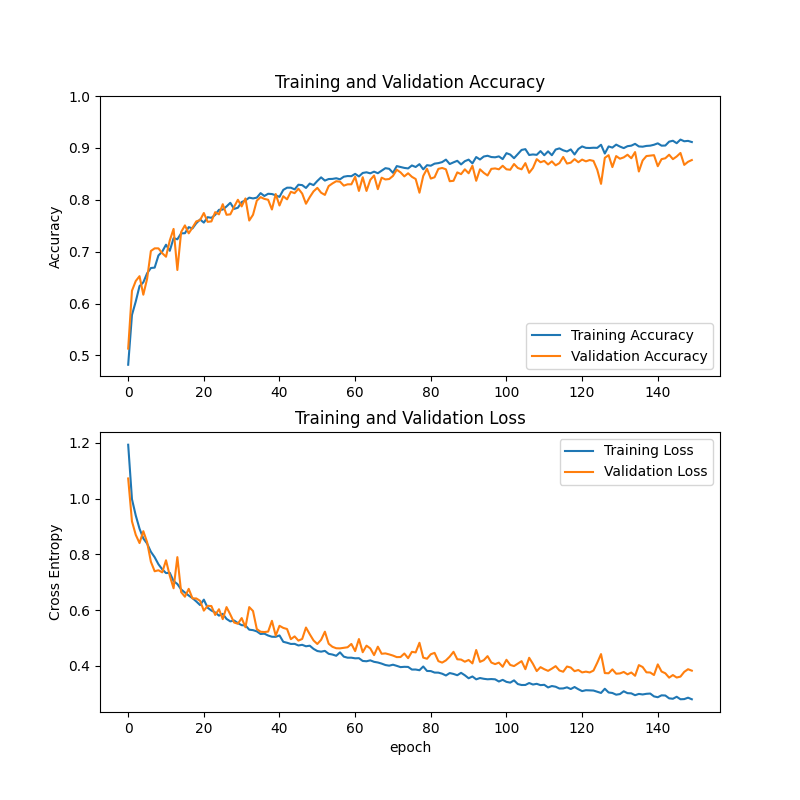 Training and Validation Accuracy
Accuracy
1.0
0.9
0.8
0.7
0.6
0.5
Training Accuracy
Validation Accuracy
0 20 40 60 80 100 120 140
Training and Validation Loss
Cross Entropy
1.2
1.0
0.8
0.6
0.4
Training Loss
Validation Loss
0 20 40 60 80 100 120 140
epoch